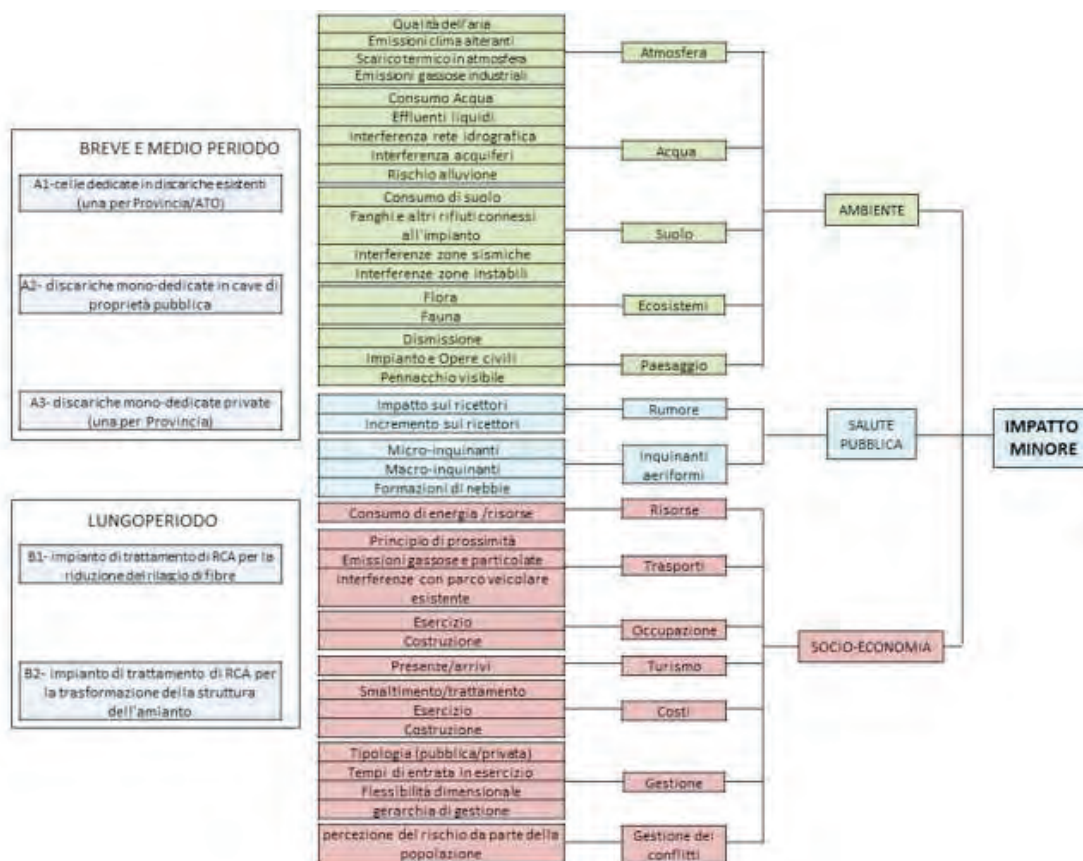 BREVE E MEDIO PERIODO
A1-celle dedicate in discariche esistenti
(una per Provincia/ATO)
A2- discariche mono-dedicate in cave di
proprietà pubblica
A3- discariche mono-dedicate private
(una per Provincia)
LUNGOPERIODO
B1- impianto di trattamento di RCA per la
riduzione del rilascio di fibre
B2- impianto di trattamento di RCA per
la trasformazione della struttura
dell'amianto
Qualità dell'aria
Emissioni clima alteranti
Scarico termico in atmosfera
Emissioni gassose industriali
Consumo Acqua
Effluenti liquidi
Interferenza rete idrografica
Interferenza acquiferi
Rischio alluvione
Consumo di suolo
Fanghi e altri rifiuti connessi
all'impianto
Interferenze zone sismiche
Interferenze zone instabili
Flora
Fauna
Dismissione
Impianto e Opere civili
Pennacchio visibile
Impatto sui ricettori
Incremento sui ricettori
Micro-inquinanti
Macro-inquinanti
Formazioni di nebbie
Consumo di energia /risorse
Principio di prossimità
Emissioni gassose e particolate
Interferenze con parco veicolare
esistente
Esercizio
Costruzione
Presenze/arrivi
Smaltimento/trattamento
Esercizio
Costruzione
Tipologia (pubblica/privata)
Tempi di entrata in esercizio
Flessibilità dimensionale
gerarchia di gestione
percezione del rischio da parte della
popolazione
Atmosfera
Acqua
Suolo
Ecosistemi
Paesaggio
Rumore
Inquinanti
aeriformi
Risorse
Trasporti
Occupazione
Turismo
Costi
Gestione
Gestione dei
conflitti
AMBIENTE
SALUTE
PUBBLICA
SOCIO-ECONOMIA
IMPATTO
MINORE